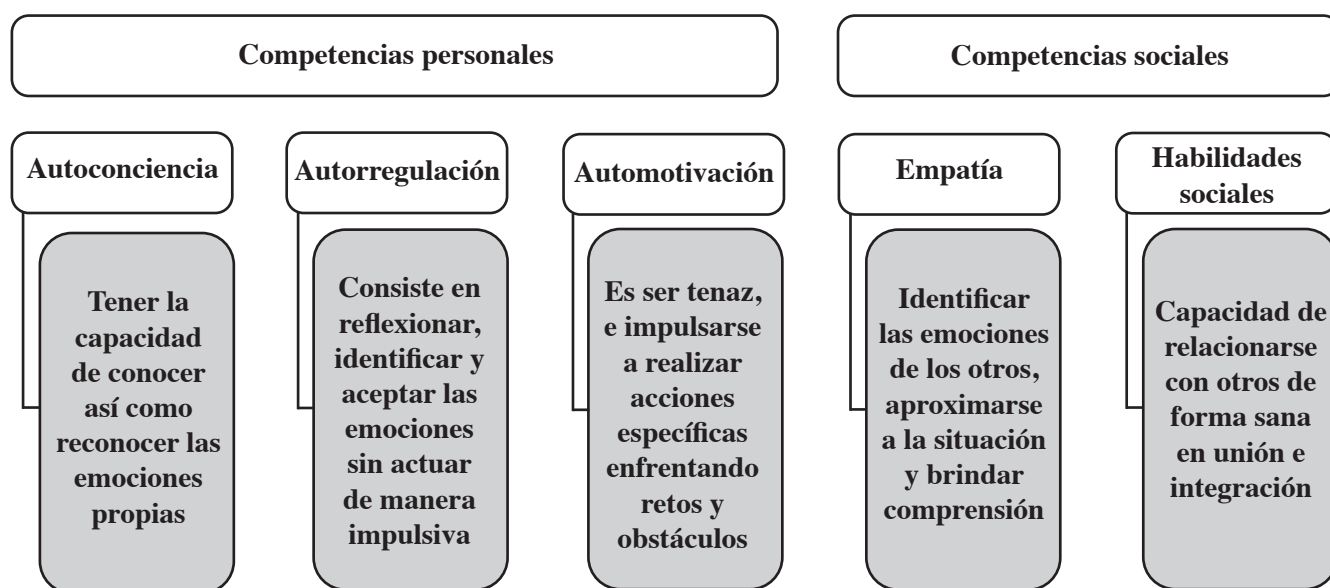 Competencias personales
Competencias sociales
Autoconciencia
Autorregulación
Automotivación
Empatía
Habilidades
sociales
Tener la
capacidad
de conocer
así como
reconocer las
emociones
propias
Consiste en
reflexionar,
identificar y
aceptar las
emociones
sin actuar
de manera
impulsiva
Es ser tenaz,
e impulsarse
a realizar
acciones
específicas
enfrentando
retos y
obstáculos
Identificar
las emociones
de los otros,
aproximarse
a la situación
y brindar
comprensión
Capacidad de
relacionarse
con otros de
forma sana
en unión e
integración